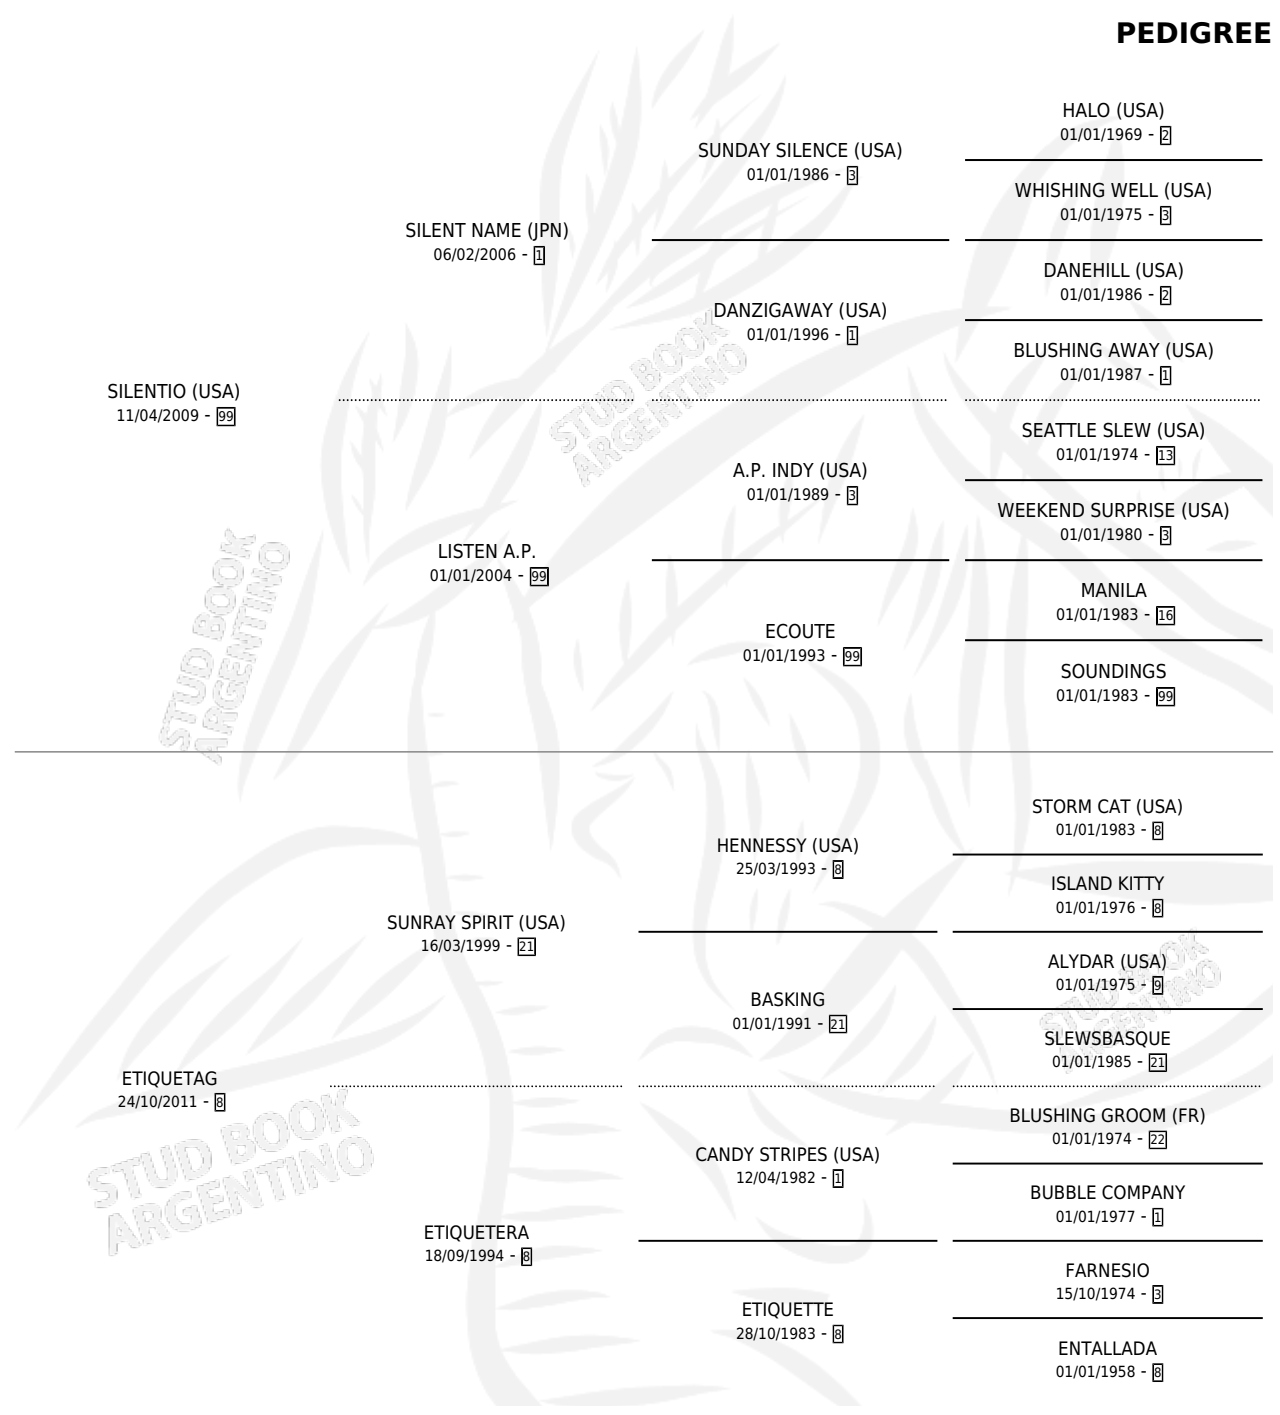 PEDIGREE
HALO (USA)
01/01/1969 - 2
SUNDAY SILENCE (USA)
01/01/1986 - 3
WHISHING WELL (USA)
01/01/1975 - 3
SILENT NAME (JPN)
06/02/2006 - 1
DANEHILL (USA)
01/01/1986 - 2
DANZIGAWAY (USA)
01/01/1996 - 1
BLUSHING AWAY (USA)
01/01/1987 - 1
SILENTIO (USA)
11/04/2009 - 99
SEATTLE SLEW (USA)
01/01/1974 - 13
A.P. INDY (USA)
01/01/1989 - 3
WEEKEND SURPRISE (USA)
01/01/1980 - 3
LISTEN A.P.
01/01/2004 - 99
MANILA
01/01/1983 - 16
ECOUTE
01/01/1993 - 99
SOUNDINGS
01/01/1983 - 99
STORM CAT (USA)
01/01/1983 - 8
HENNESSY (USA)
25/03/1993 - 8
ISLAND KITTY
01/01/1976 - 8
SUNRAY SPIRIT (USA)
16/03/1999 - 21
ALYDAR (USA)
01/01/1975 - 9
BASKING
01/01/1991 - 21
SLEWSBASQUE
01/01/1985 - 21
ETIQUETAG
24/10/2011 - 8
BLUSHING GROOM (FR)
01/01/1974 - 22
CANDY STRIPES (USA)
12/04/1982 - 1
BUBBLE COMPANY
01/01/1977 - 1
ETIQUETERA
18/09/1994 - 8
FARNESIO
15/10/1974 - 3
ETIQUETTE
28/10/1983 - 8
ENTALLADA
01/01/1958 - 8
STUD BOOK
ARGENTINO
STUD BOOK
ARGENTINO
STUD BOOK
ARGENTINO
STUD BOOK
ARGENTINO